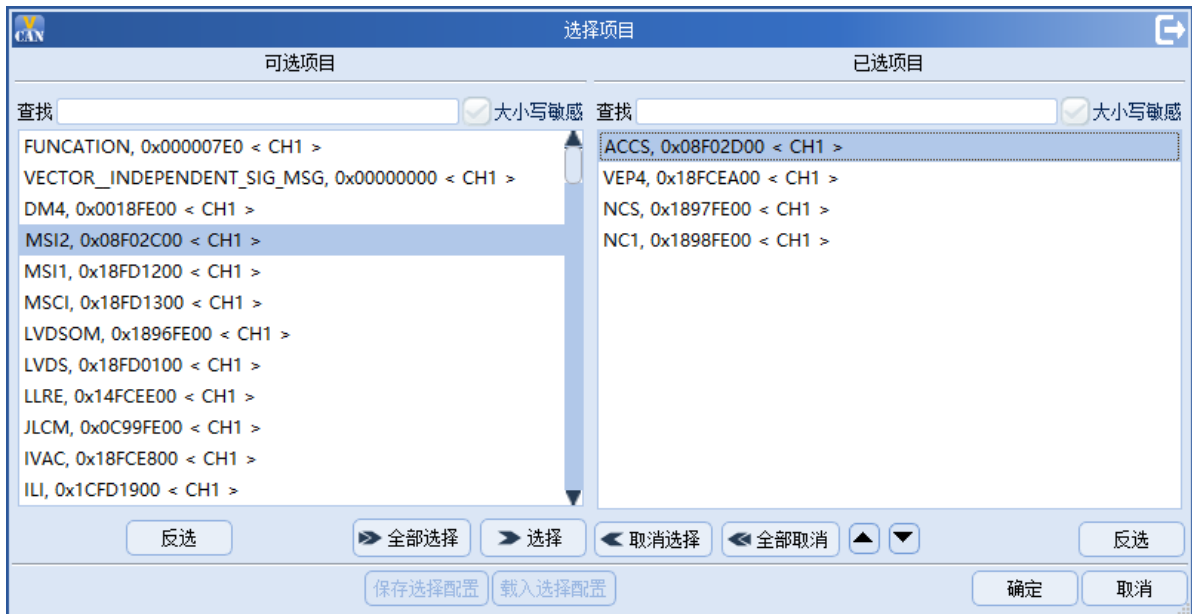 V
CAN
选择项目
可选项目
已选项目
查找
大小写敏感
查找
大小写敏感
FUNCATION, 0x000007E0 < CH1 >
VECTOR__INDEPENDENT_SIG_MSG, 0x00000000 < CH1 >
DM4, 0x0018FE00 < CH1 >
MSI2, 0x08F02C00 < CH1 >
MSI1, 0x18FD1200 < CH1 >
MSCI, 0x18FD1300 < CH1 >
LVDSOM, 0x1896FE00 < CH1 >
LVDS, 0x18FD0100 < CH1 >
LLRE, 0x14FCEE00 < CH1 >
JLCM, 0x0C99FE00 < CH1 >
IVAC, 0x18FCE800 < CH1 >
ILI, 0x1CFD1900 < CH1 >
ACCS, 0x08F02D00 < CH1 >
VEP4, 0x18FCEA00 < CH1 >
NCS, 0x1897FE00 < CH1 >
NC1, 0x1898FE00 < CH1 >
反选
全部选择
选择
取消选择
全部取消
反选
保存选择配置
载入选择配置
确定
取消